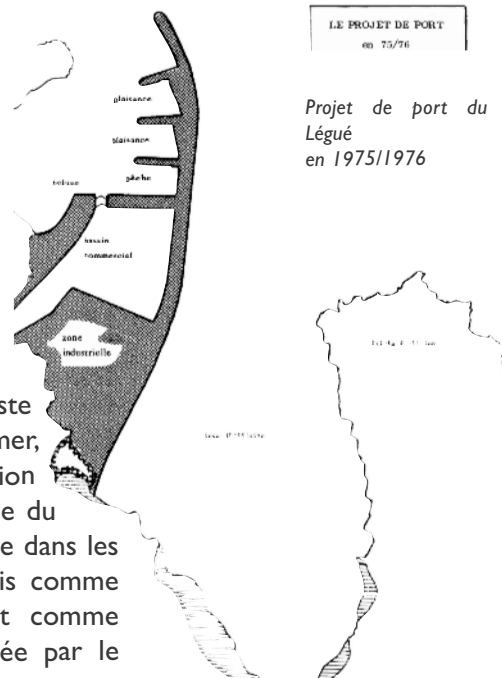 LE PROJET DE PORT
en 75/76
Projet de port du
Légué
en 1975/1976
plaisance
plaisance
pêche
écluse
bassin
commercial
zone
industrielle
iste
mer,
ion
e du
e dans les
is comme
t comme
ée par le